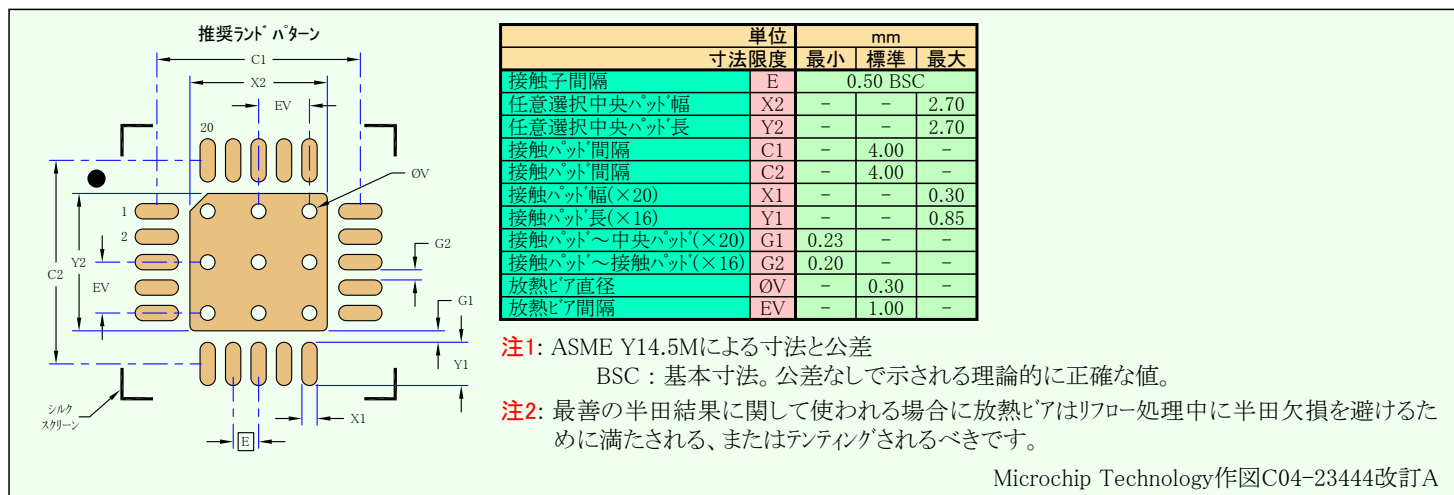 推奨ランド パターン
C1
X2
EV
20
ØV
1
2
G2
C2
Y2
EV
G1
Y1
X1
シルク
スクリーン
E
単位 mm
寸法限度 最小 標準 最大
接触子間隔 E 0.50 BSC
任意選択中央パッド幅 X2 - - 2.70
任意選択中央パッド長 Y2 - - 2.70
接触パッド間隔 C1 - 4.00 -
接触パッド間隔 C2 - 4.00 -
接触パッド幅(×20) X1 - - 0.30
接触パッド長(×16) Y1 - - 0.85
接触パッド～中央パッド(×20) G1 0.23 - -
接触パッド～接触パッド(×16) G2 0.20 - -
放熱ビア直径 ØV - 0.30 -
放熱ビア間隔 EV - 1.00 -
注1: ASME Y14.5Mによる寸法と公差
BSC : 基本寸法。公差なしで示される理論的に正確な値。
注2: 最善の半田結果に関して使われる場合に放熱ビアはリフロー処理中に半田欠損を避けるた
めに満たされる、またはテンティングされるべきです。
Microchip Technology作図C04-23444改訂A